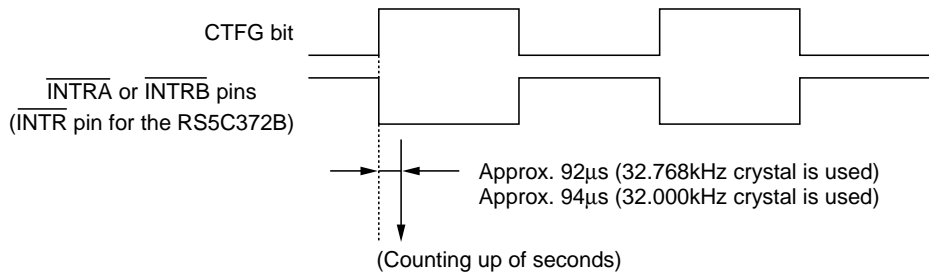 CTFG bit
INTRA or INTRB pins
(INTR pin for the RS5C372B)
Approx. 92μs (32.768kHz crystal is used)
Approx. 94μs (32.000kHz crystal is used)
(Counting up of seconds)